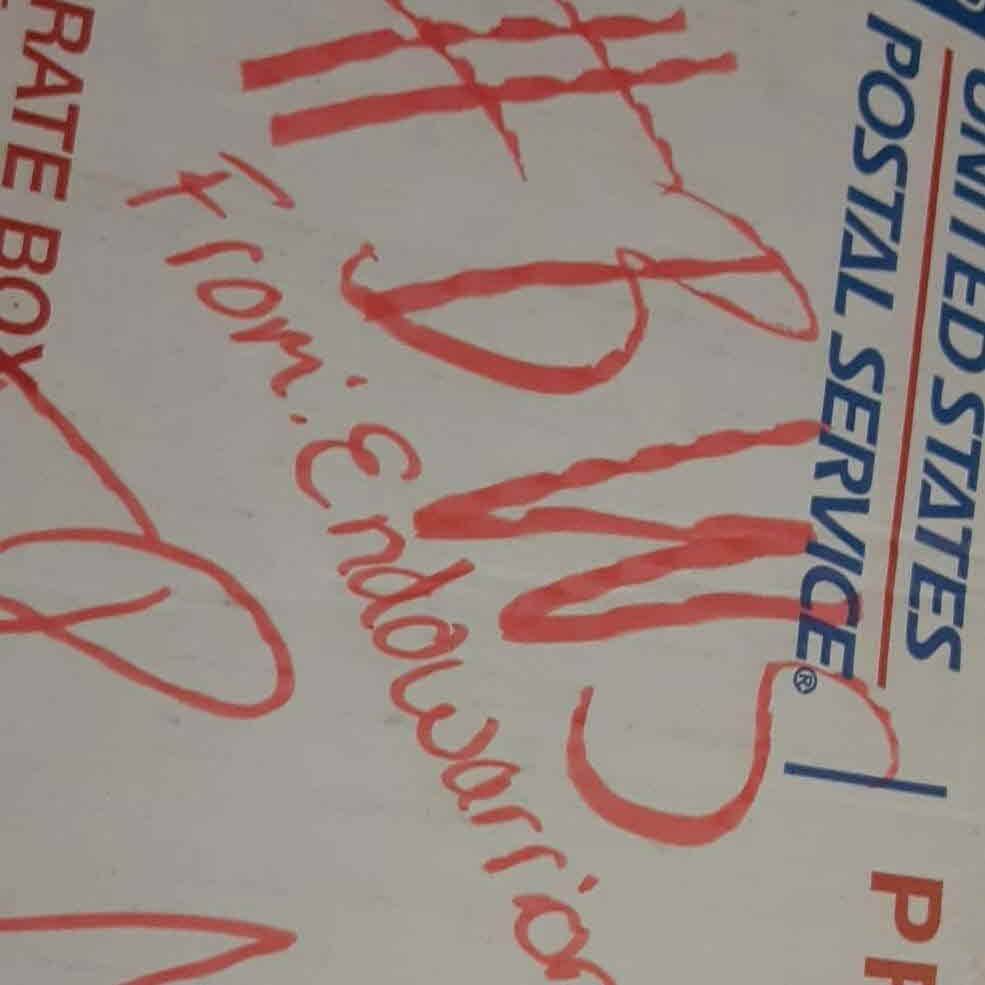 UNITED STATES
POSTAL SERVICE®
#BWS
From: Endowarrior
RATE BOX